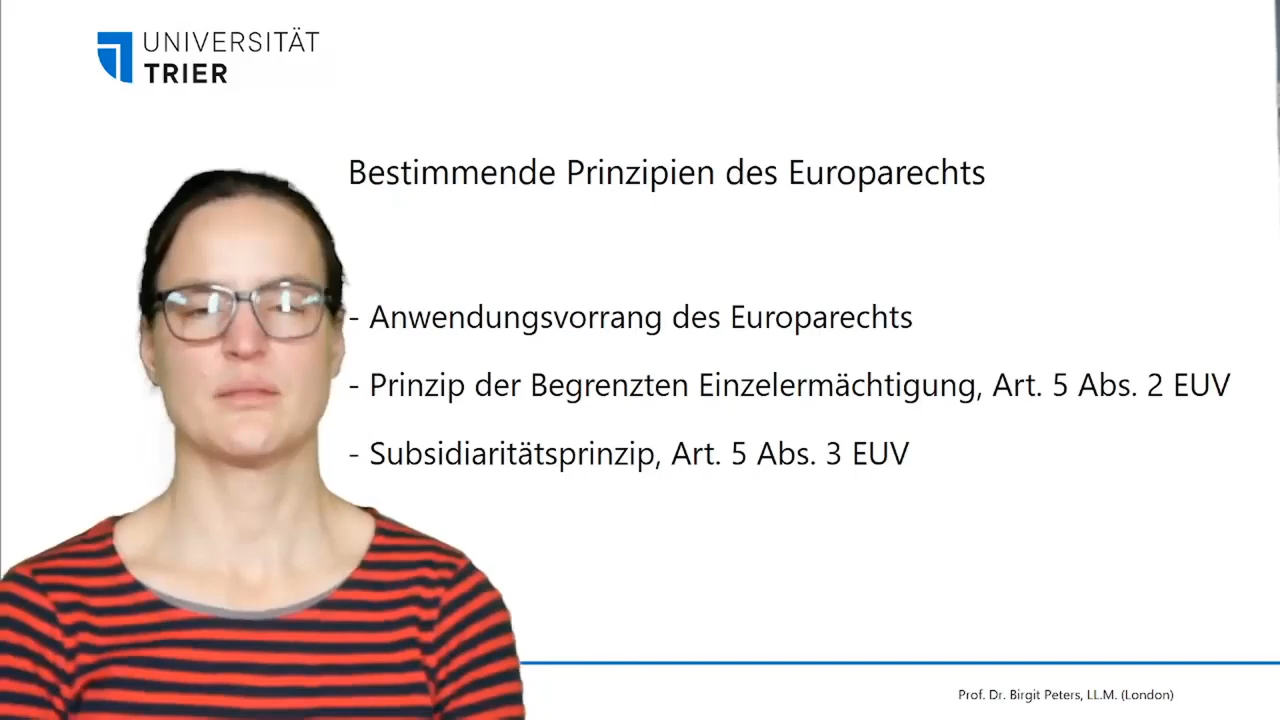 UNIVERSITÄT
TRIER
Bestimmende Prinzipien des Europarechts
- Anwendungsvorrang des Europarechts
- Prinzip der Begrenzten Einzelermächtigung, Art. 5 Abs. 2 EUV
- Subsidiaritätsprinzip, Art. 5 Abs. 3 EUV
Prof. Dr. Birgit Peters, LL.M. (London)